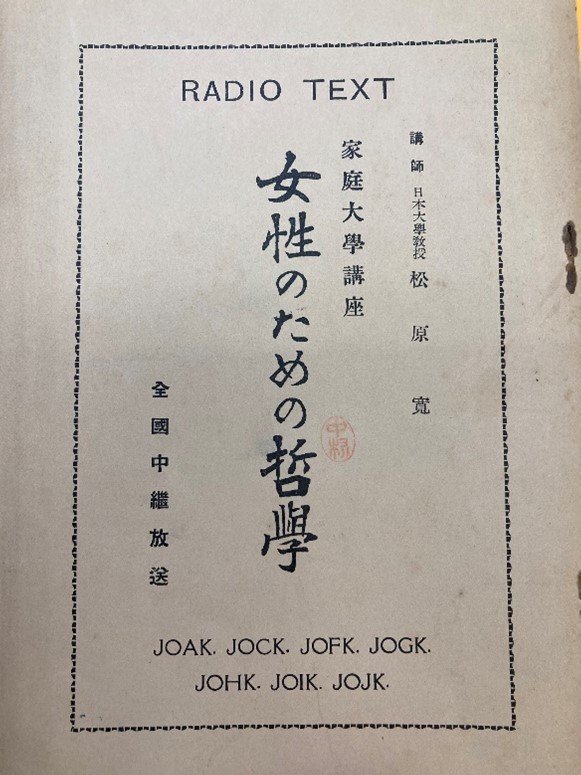 RADIO TEXT
講師 日本大學教授 松原寬
家庭大學講座
女性のための哲學
中村
全國中繼放送
JOAK. JOCK. JOFK. JOGK.
JOHK. JOIK. JOJK.